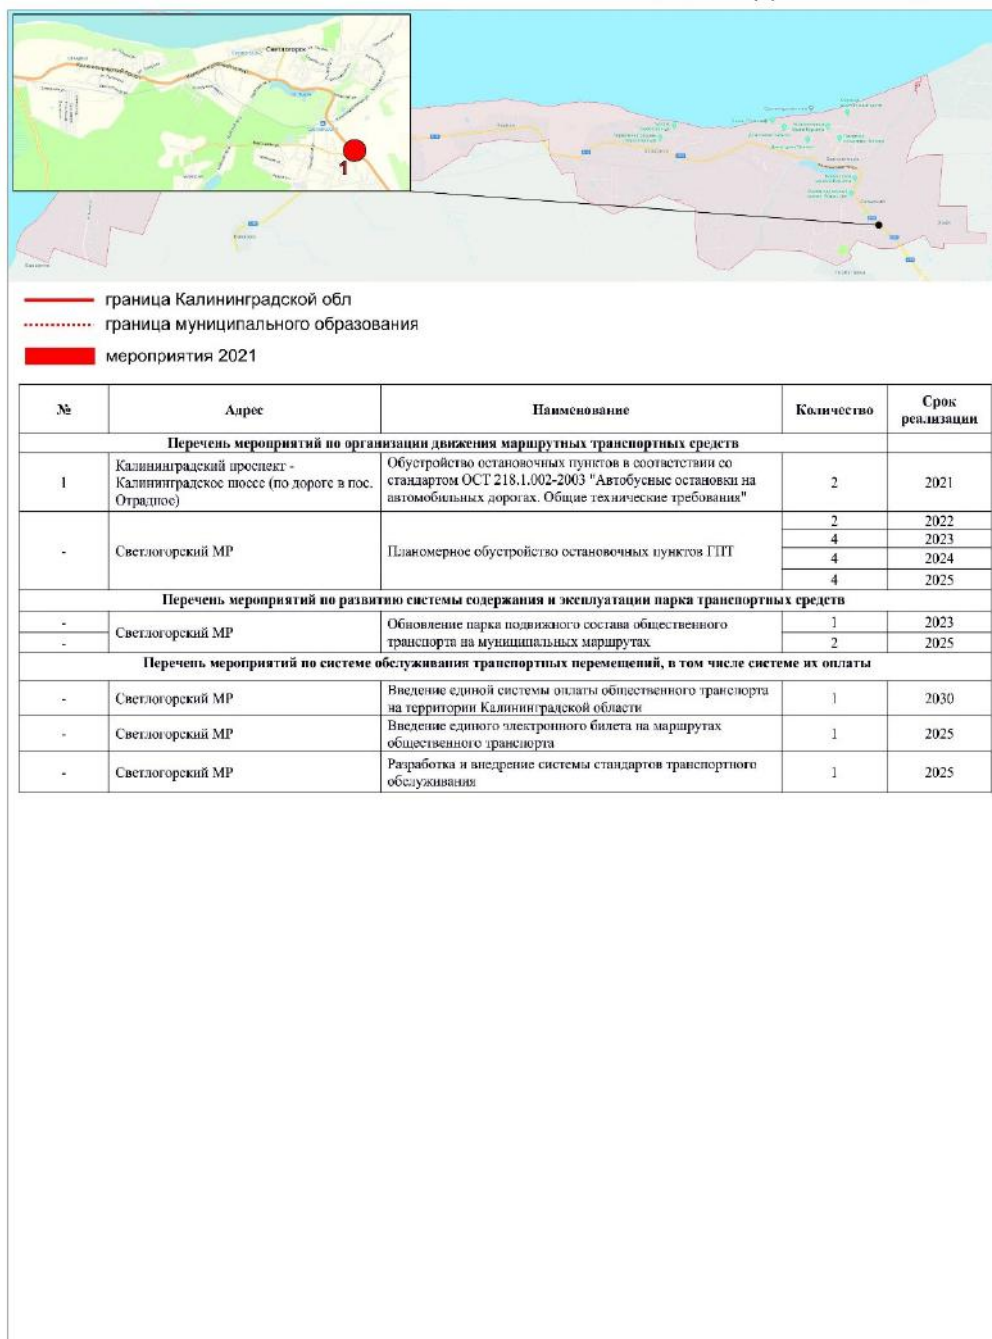 Светлогорск
1
граница Калининградской обл
граница муниципального образования
мероприятия 2021
№ Адрес Наименование Количество Срок реализации
Перечень мероприятий по организации движения маршрутных транспортных средств
1 Калининградский проспект - Калининградское шоссе (по дороге в пос. Отрадное) Обустройство остановочных пунктов в соответствии со стандартом ОСТ 218.1.002-2003 "Автобусные остановки на автомобильных дорогах. Общие технические требования" 2 2021
- Светлогорский МР Планомерное обустройство остановочных пунктов ГПТ 2 2022
4 2023
4 2024
4 2025
Перечень мероприятий по развитию системы содержания и эксплуатации парка транспортных средств
- Светлогорский МР Обновление парка подвижного состава общественного транспорта на муниципальных маршрутах 1 2023
- 2 2025
Перечень мероприятий по системе обслуживания транспортных перемещений, в том числе системе их оплаты
- Светлогорский МР Введение единой системы оплаты общественного транспорта на территории Калининградской области 1 2030
- Светлогорский МР Введение единого электронного билета на маршрутах общественного транспорта 1 2025
- Светлогорский МР Разработка и внедрение системы стандартов транспортного обслуживания 1 2025